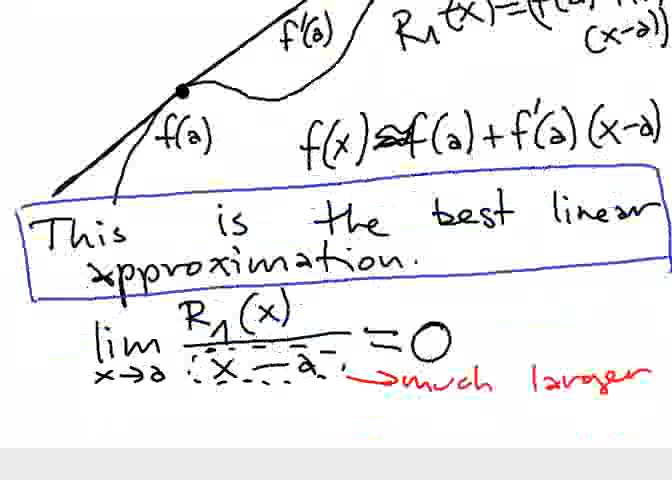 f'(a)
R₁(x)=(f(a)
(x-a))
f(a)
f(x)≈f(a)+f'(a)(x-a)
This is the best linear
approximation.
lim R₁(x) / x-a = 0
x→a
→much larger